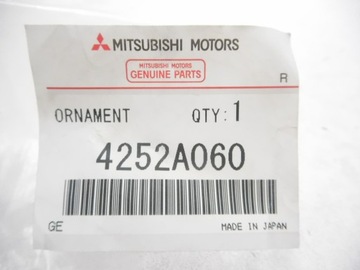 MITSUBISHI MOTORS
MITSUBISHI MOTORS
GENUINE PARTS
R
ORNAMENT QTY: 1
4252A060
GE MADE IN JAPAN